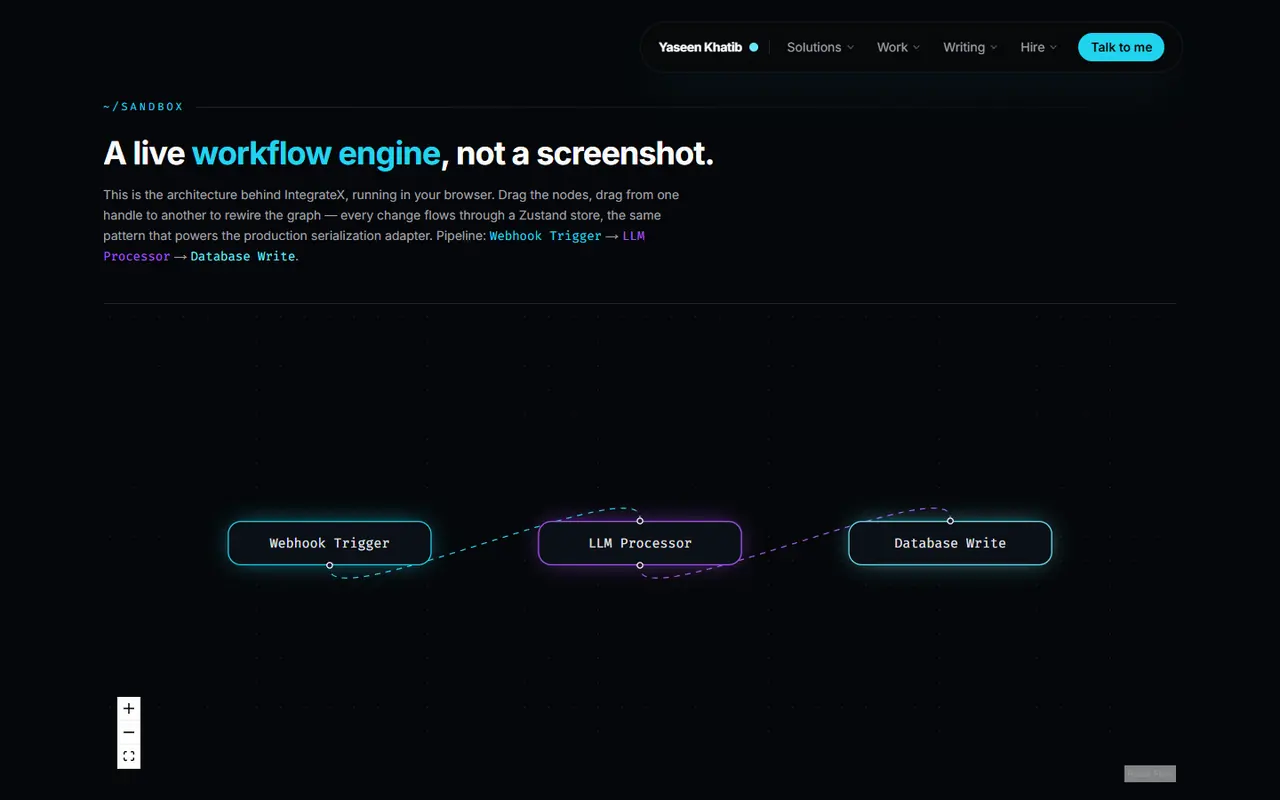 Yaseen Khatib
Solutions
Work
Writing
Hire
Talk to me
~/SANDBOX
A live workflow engine, not a screenshot.
This is the architecture behind IntegrateX, running in your browser. Drag the nodes, drag from one
handle to another to rewire the graph — every change flows through a Zustand store, the same
pattern that powers the production serialization adapter. Pipeline: Webhook Trigger → LLM
Processor → Database Write.
Webhook Trigger
LLM Processor
Database Write